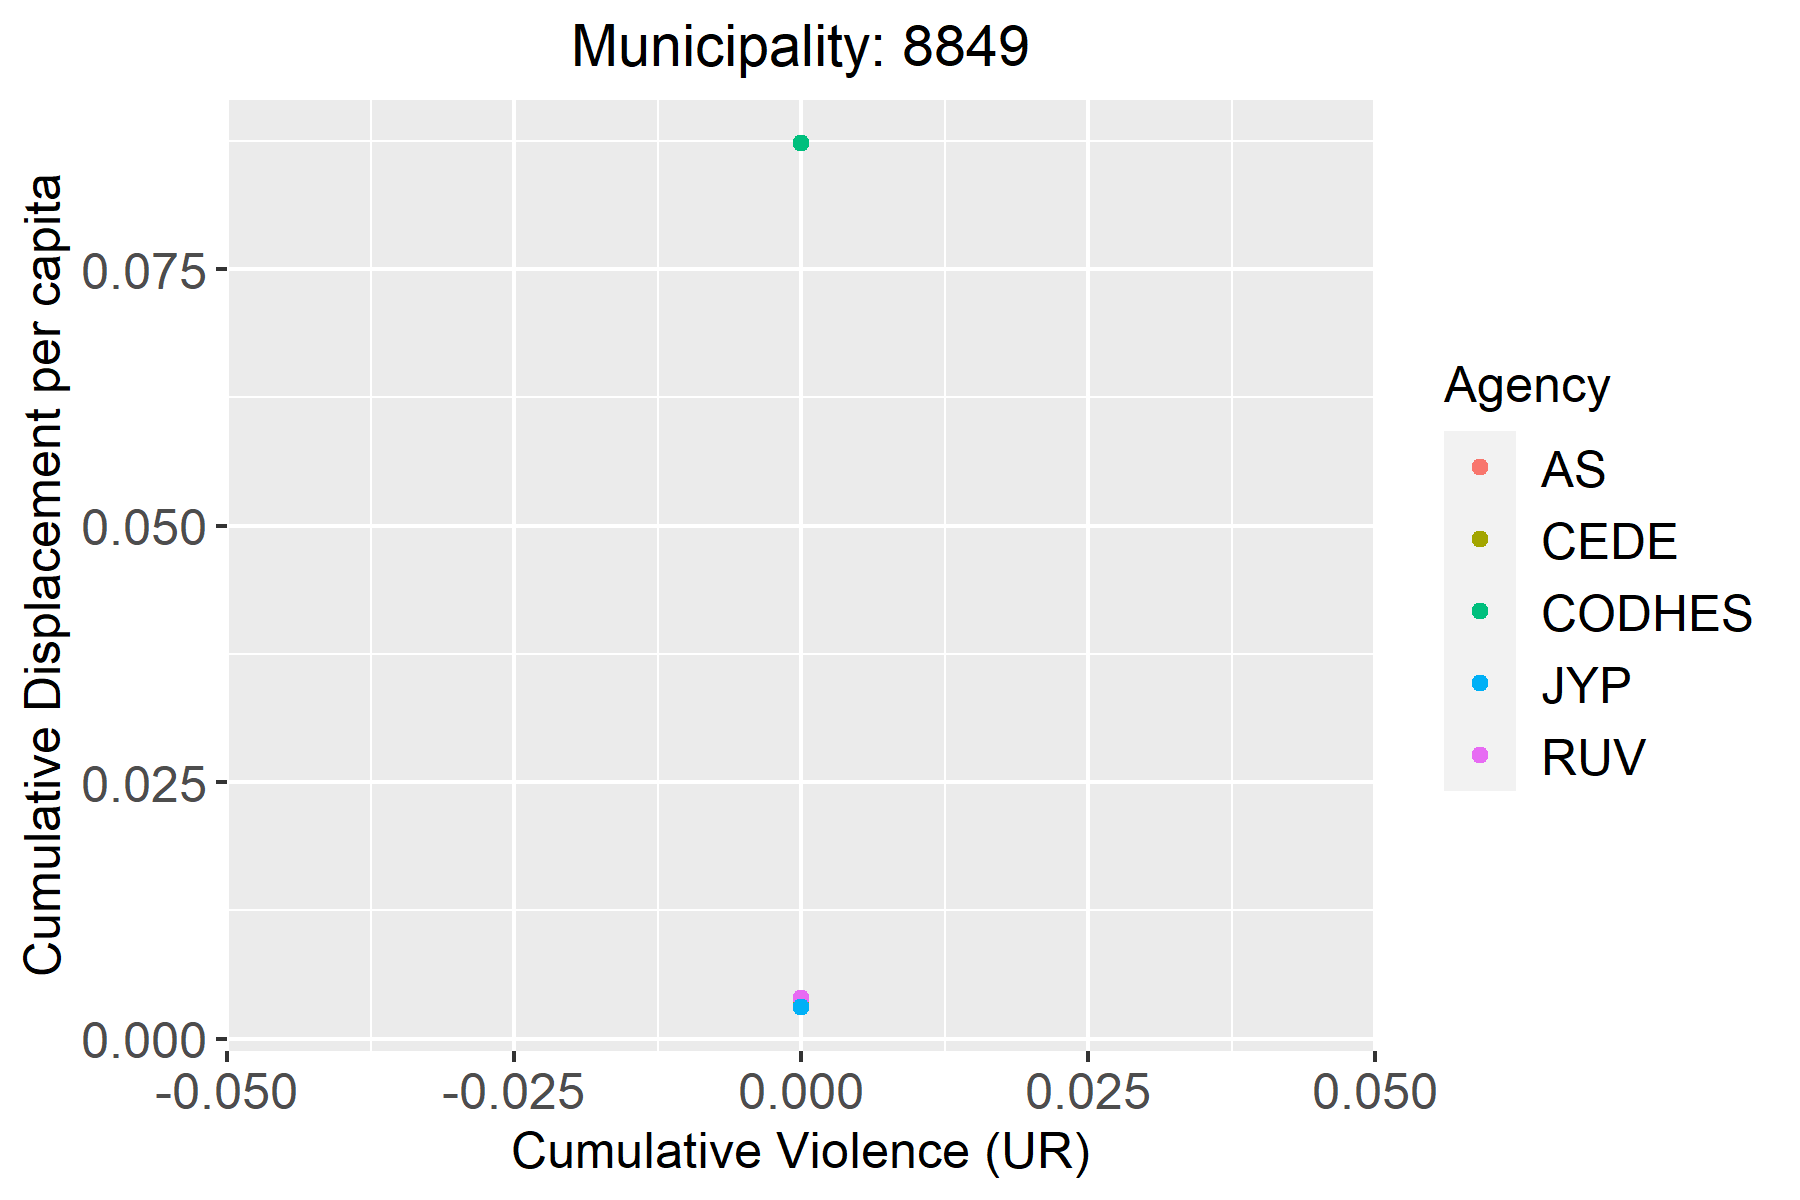 Municipality: 8849
Cumulative Displacement per capita
0.075
0.050
0.025
0.000
-0.050
-0.025
0.000
0.025
0.050
Cumulative Violence (UR)
Agency
AS
CEDE
CODHES
JYP
RUV